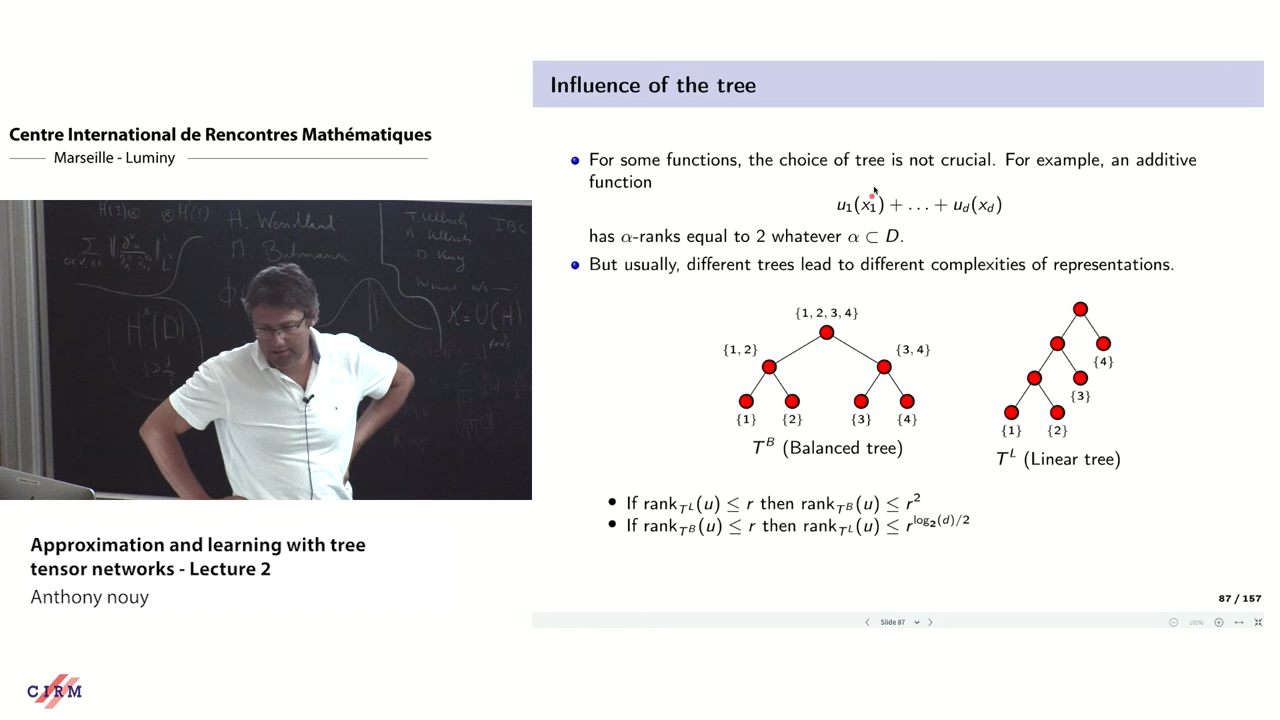 Centre International de Rencontres Mathématiques
Marseille - Luminy
H. Wendland
Approximation and learning with tree
tensor networks - Lecture 2
Anthony nouy
CIRM
Influence of the tree
For some functions, the choice of tree is not crucial. For example, an additive
function
u₁(x₁) + … + u_d(x_d)
has α-ranks equal to 2 whatever α ⊂ D.
But usually, different trees lead to different complexities of representations.
{1, 2, 3, 4}
{1, 2} {3, 4}
{1} {2} {3} {4}
T^B (Balanced tree)
{4}
{3}
{1} {2}
T^L (Linear tree)
If rank_{T^L}(u) ≤ r then rank_{T^B}(u) ≤ r²
If rank_{T^B}(u) ≤ r then rank_{T^L}(u) ≤ r^{log₂(d)/2}
87 / 157
Slide 87
100%